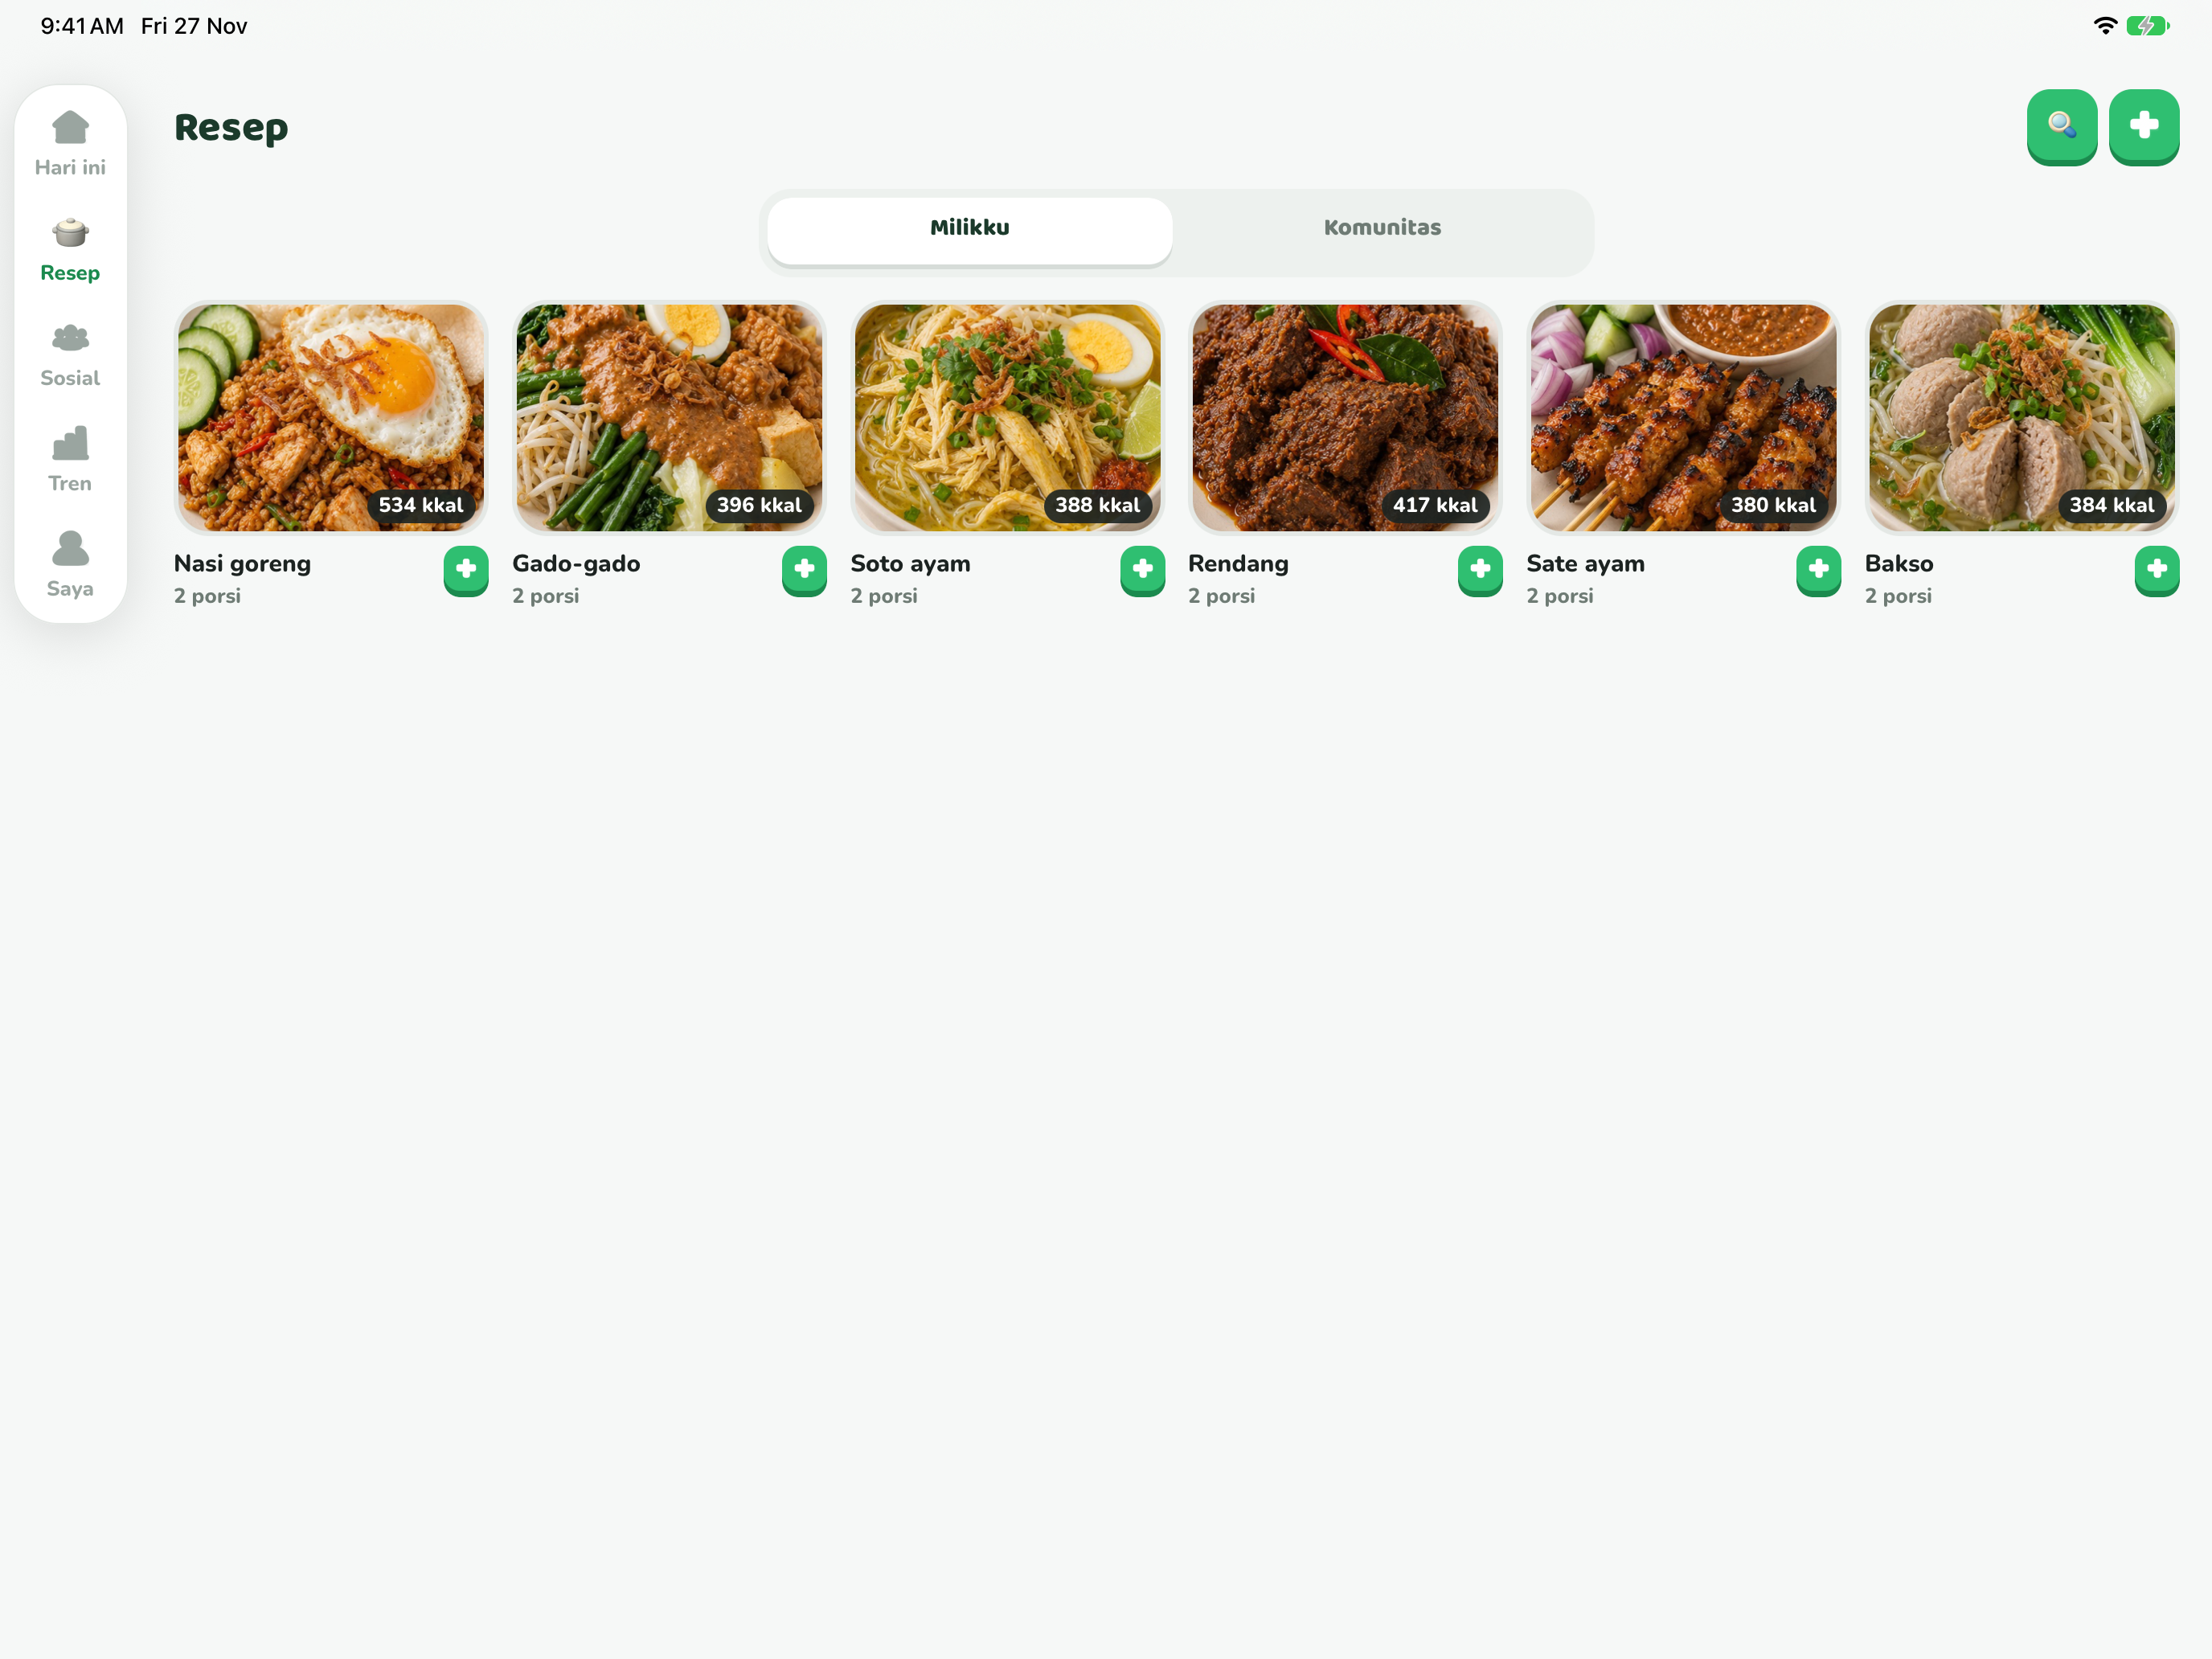 9:41 AM Fri 27 Nov
Hari ini
Resep
Sosial
Tren
Saya
Resep
Milikku
Komunitas
534 kkal
Nasi goreng
2 porsi
396 kkal
Gado-gado
2 porsi
388 kkal
Soto ayam
2 porsi
417 kkal
Rendang
2 porsi
380 kkal
Sate ayam
2 porsi
384 kkal
Bakso
2 porsi